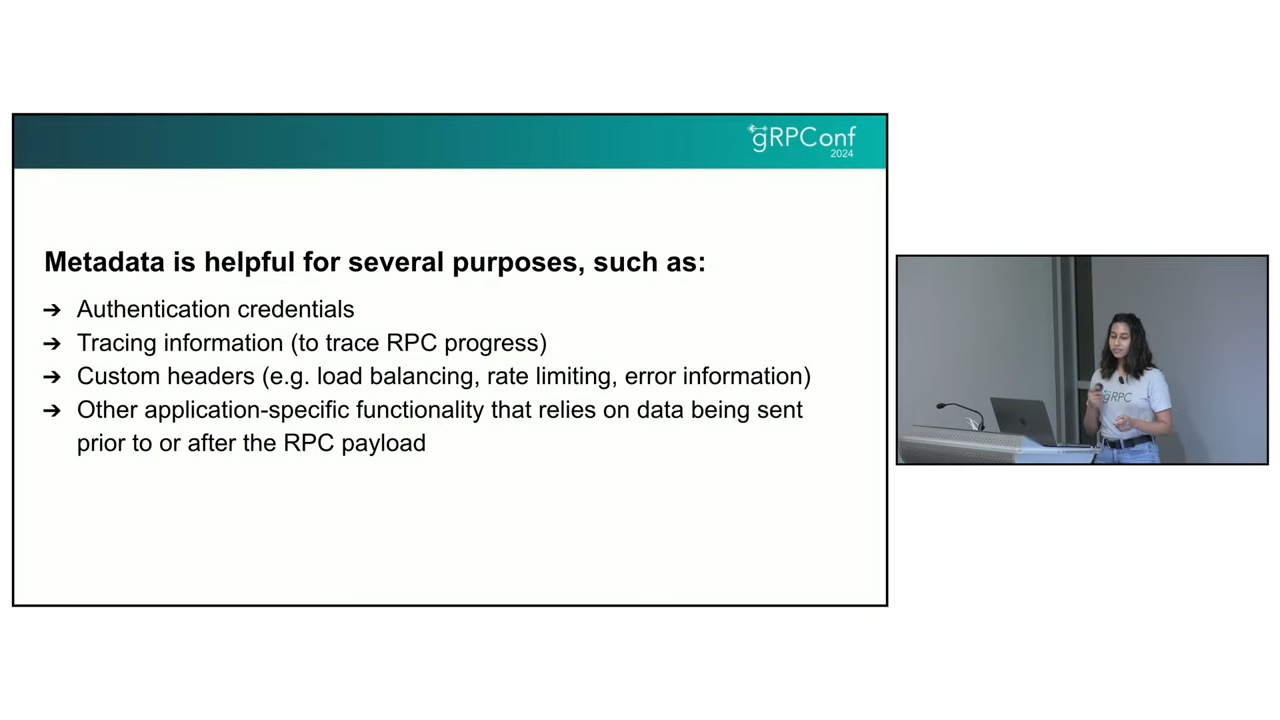 gRPConf
2024
Metadata is helpful for several purposes, such as:
➔ Authentication credentials
➔ Tracing information (to trace RPC progress)
➔ Custom headers (e.g. load balancing, rate limiting, error information)
➔ Other application-specific functionality that relies on data being sent
prior to or after the RPC payload
gRPC